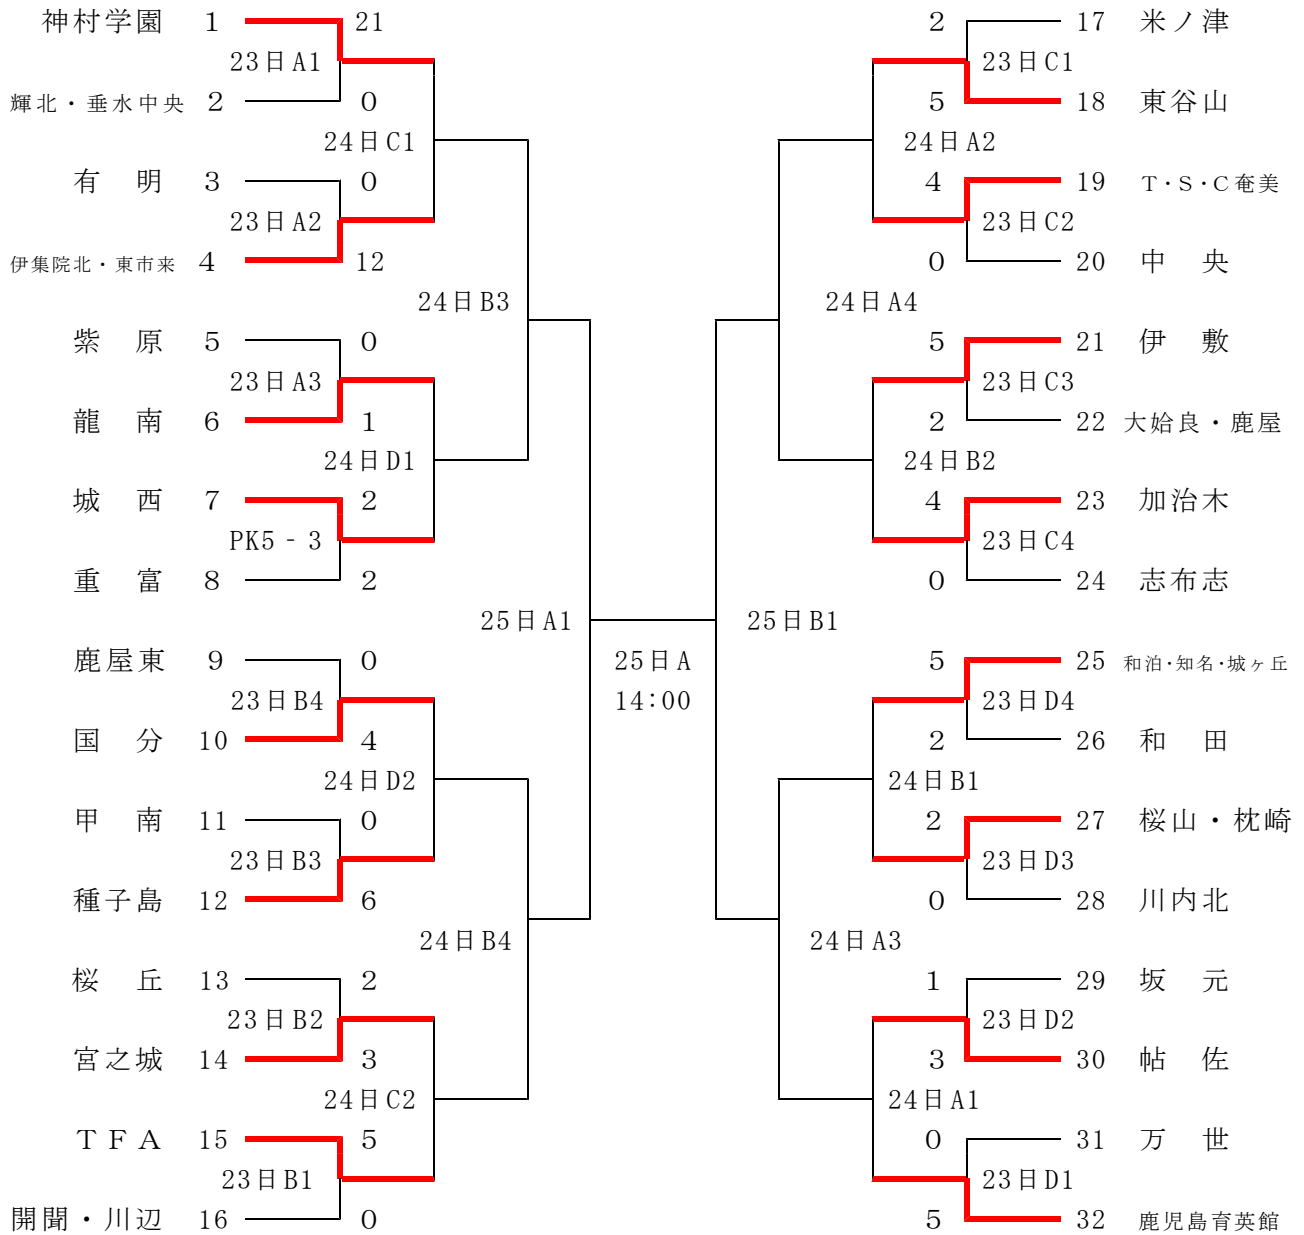 神村学園 1 21 2 17 米ノ津
23日A1 23日C1
輝北・垂水中央 2 0 5 18 東谷山
24日C1 24日A2
有 明 3 0 4 19 T・S・C奄美
23日A2 23日C2
伊集院北・東市来 4 12 0 20 中 央
24日B3 24日A4
紫 原 5 0 5 21 伊 敷
23日A3 23日C3
龍 南 6 1 2 22 大姶良・鹿屋
24日D1 24日B2
城 西 7 2 4 23 加治木
PK5‐3 23日C4
重 富 8 2 0 24 志布志
25日A1 25日B1
鹿屋東 9 0 25日A 5 25 和泊・知名・城ヶ丘
23日B4 14:00 23日D4
国 分 10 4 2 26 和 田
24日D2 24日B1
甲 南 11 0 2 27 桜山・枕崎
23日B3 23日D3
種子島 12 6 0 28 川内北
24日B4 24日A3
桜 丘 13 2 1 29 坂 元
23日B2 23日D2
宮之城 14 3 3 30 帖 佐
24日C2 24日A1
TFA 15 5 0 31 万 世
23日B1 23日D1
開聞・川辺 16 0 5 32 鹿児島育英館